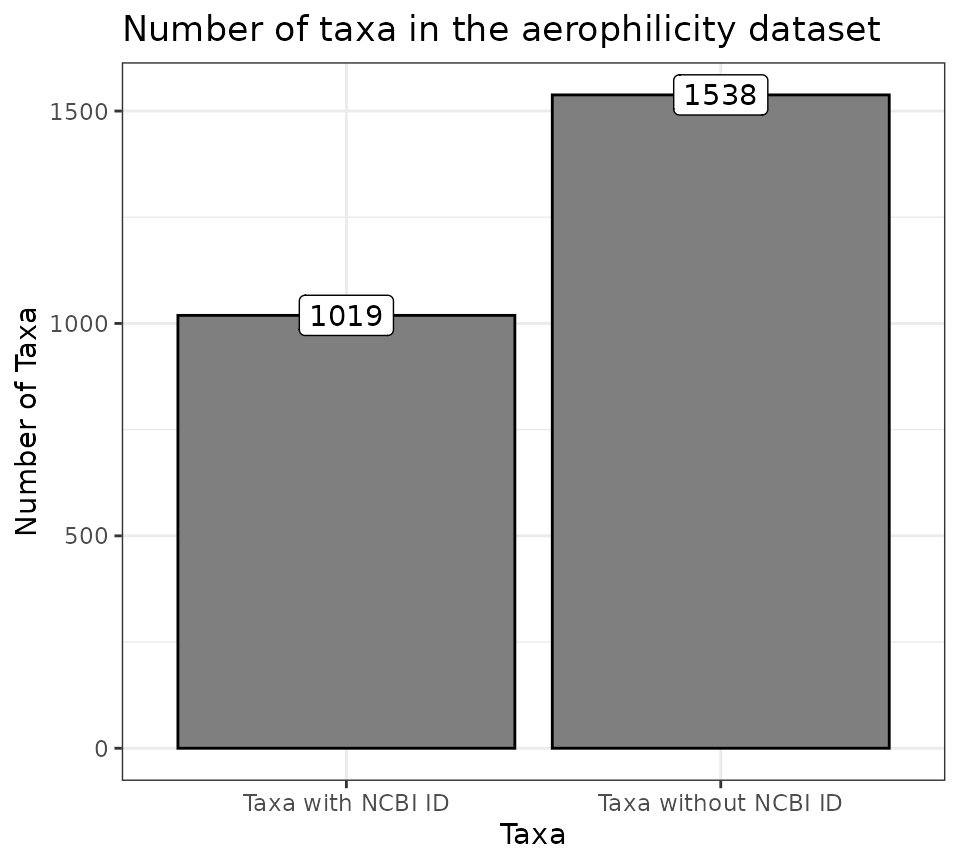 Number of taxa in the aerophilicity dataset
1538
1500
1019
1000
500
0
Number of Taxa
Taxa with NCBI ID
Taxa without NCBI ID
Taxa